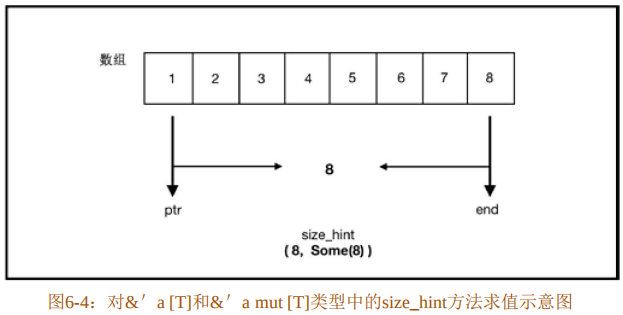 数组
1 2 3 4 5 6 7 8
8
ptr
end
size_hint
( 8, Some(8) )
图6-4：对&′a [T]和&′a mut [T]类型中的size_hint方法求值示意图